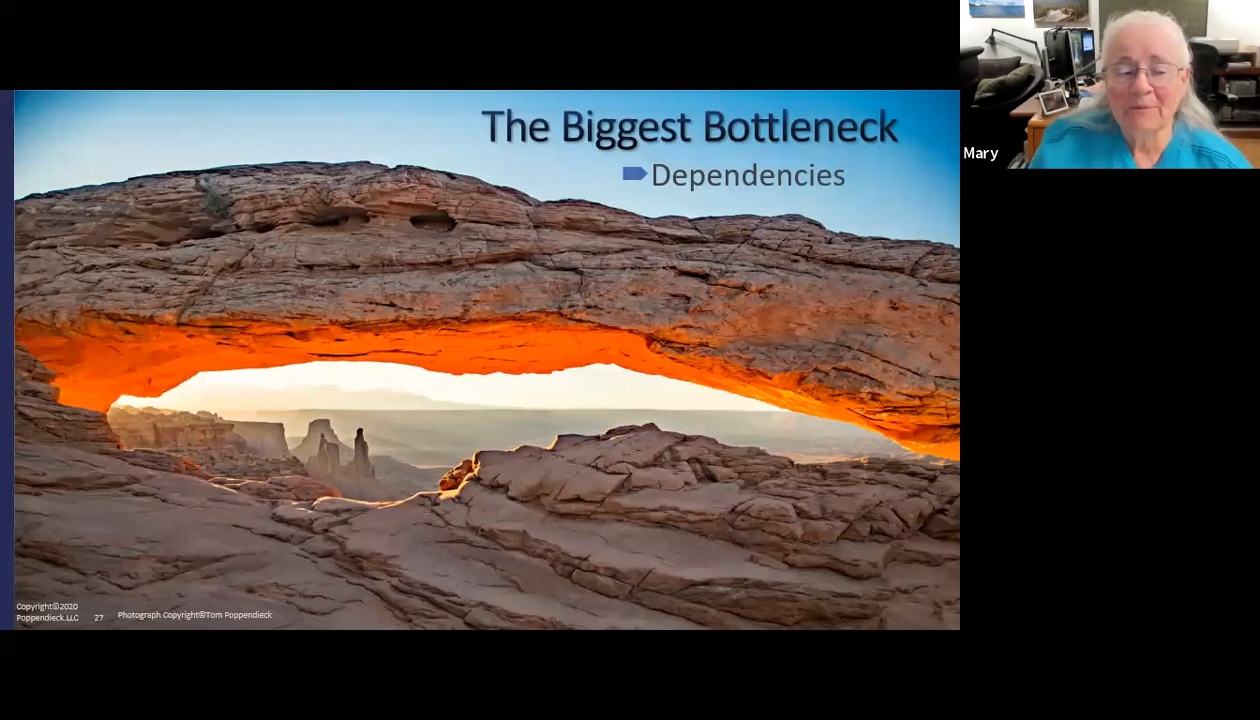 The Biggest Bottleneck
Dependencies
Mary
Copyright©2020
Poppendieck.LLC
27
Photograph Copyright©Tom Poppendieck